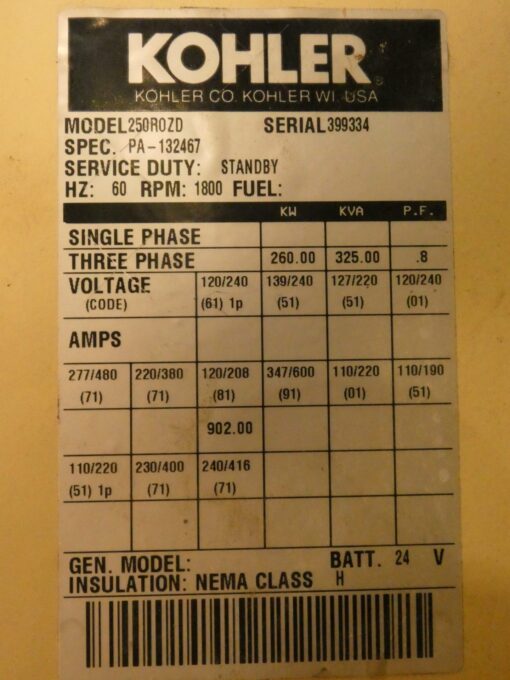 KOHLER®
KOHLER CO. KOHLER WI. USA
MODEL 250ROZD SERIAL 399334
SPEC. PA-132467
SERVICE DUTY: STANDBY
HZ: 60 RPM: 1800 FUEL:
KW KVA P.F.
SINGLE PHASE
THREE PHASE 260.00 325.00 .8
VOLTAGE 120/240 139/240 127/220 120/240
(CODE) (61) 1p (51) (51) (01)
AMPS
277/480 220/380 120/208 347/600 110/220 110/190
(71) (71) (81) (91) (01) (51)
902.00
110/220 230/400 240/416
(51) 1p (71) (71)
GEN. MODEL: BATT. 24 V
INSULATION: NEMA CLASS H